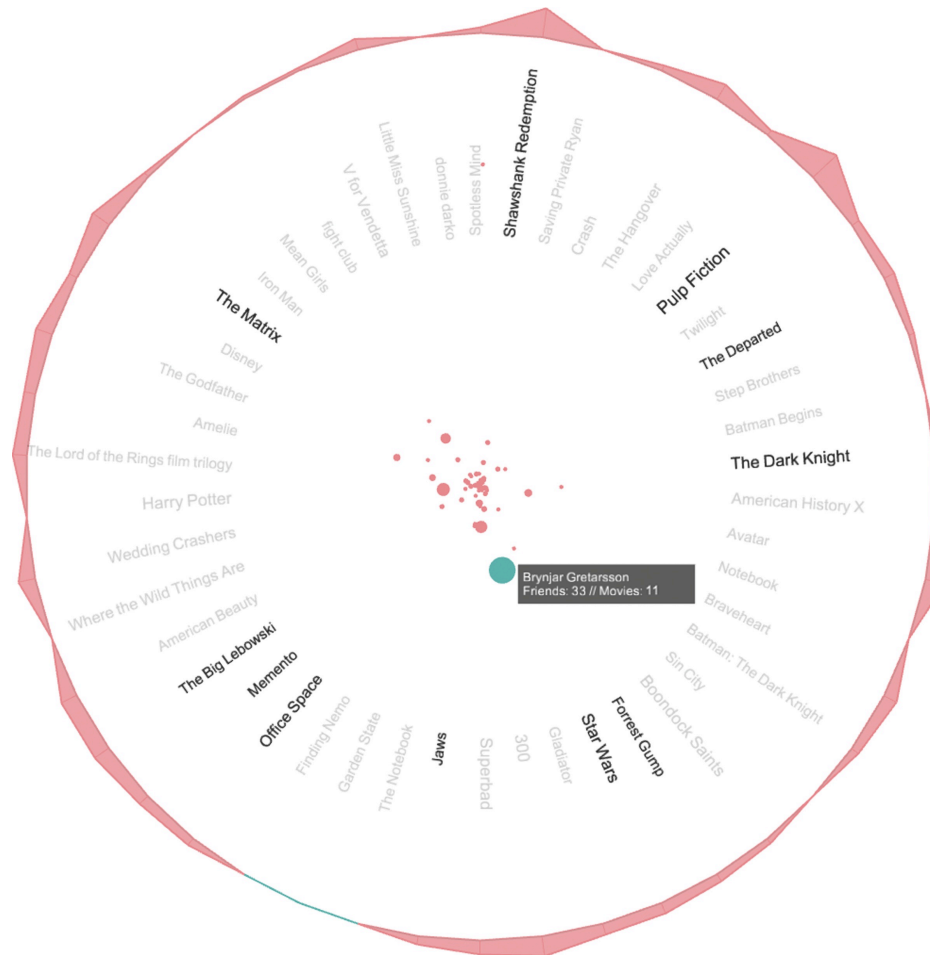 Shawshank Redemption
Saving Private Ryan
Crash
The Hangover
Love Actually
Pulp Fiction
Twilight
The Departed
Step Brothers
Batman Begins
The Dark Knight
American History X
Avatar
Notebook
Braveheart
Batman: The Dark Knight
Sin City
Boondock Saints
Forrest Gump
Star Wars
Gladiator
300
Superbad
Jaws
The Notebook
Garden State
Finding Nemo
Office Space
Memento
The Big Lebowski
American Beauty
Where the Wild Things Are
Wedding Crashers
Harry Potter
The Lord of the Rings film trilogy
Amelie
The Godfather
Disney
The Matrix
Iron Man
Mean Girls
fight club
V for Vendetta
Little Miss Sunshine
donnie darko
Spotless Mind
Brynjar Gretarsson
Friends: 33 // Movies: 11